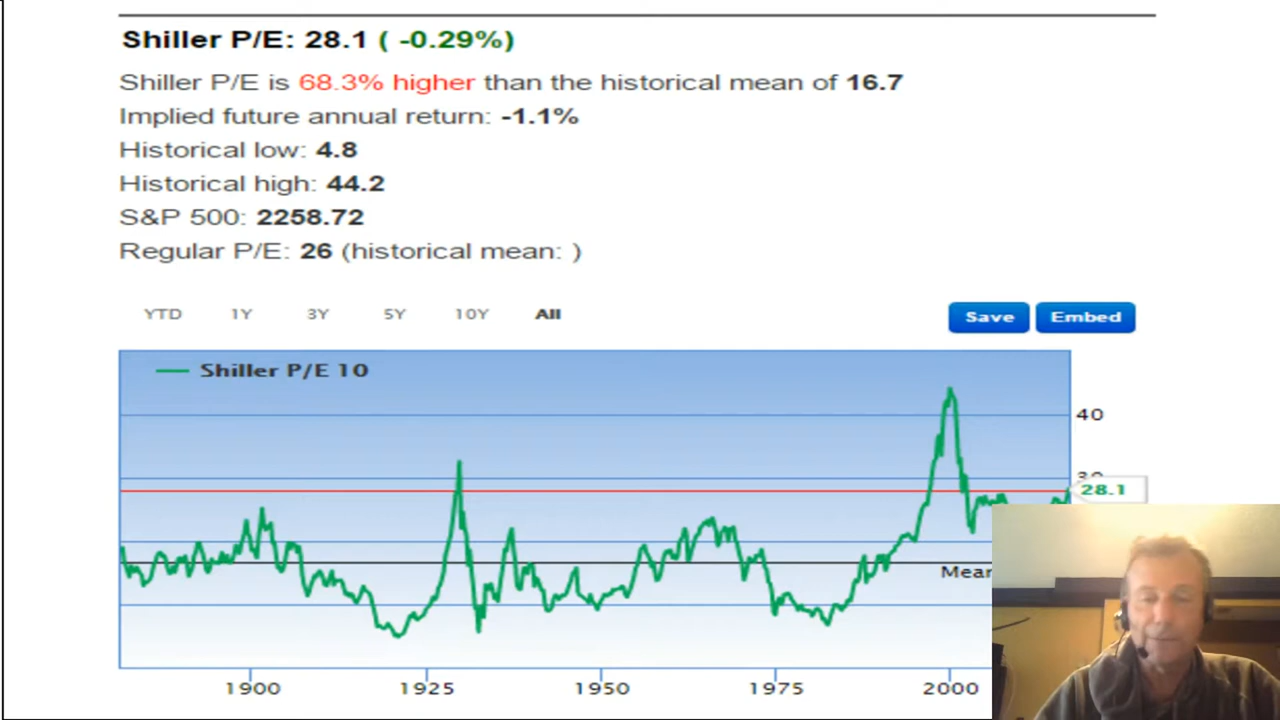 Shiller P/E: 28.1 ( -0.29%)
Shiller P/E is 68.3% higher than the historical mean of 16.7
Implied future annual return: -1.1%
Historical low: 4.8
Historical high: 44.2
S&P 500: 2258.72
Regular P/E: 26 (historical mean: )
YTD 1Y 3Y 5Y 10Y All Save Embed
Shiller P/E 10
40
28.1
Mean
1900 1925 1950 1975 2000